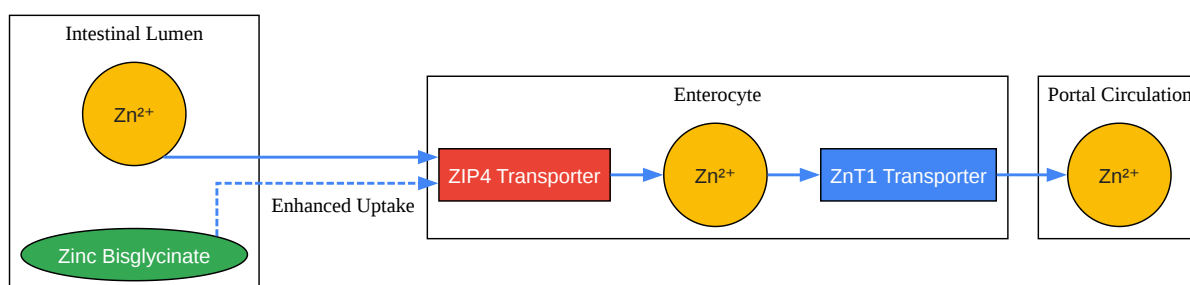 Intestinal Lumen
Zn²⁺
Zinc Bisglycinate
Enhanced Uptake
Enterocyte
ZIP4 Transporter
Zn²⁺
ZnT1 Transporter
Portal Circulation
Zn²⁺